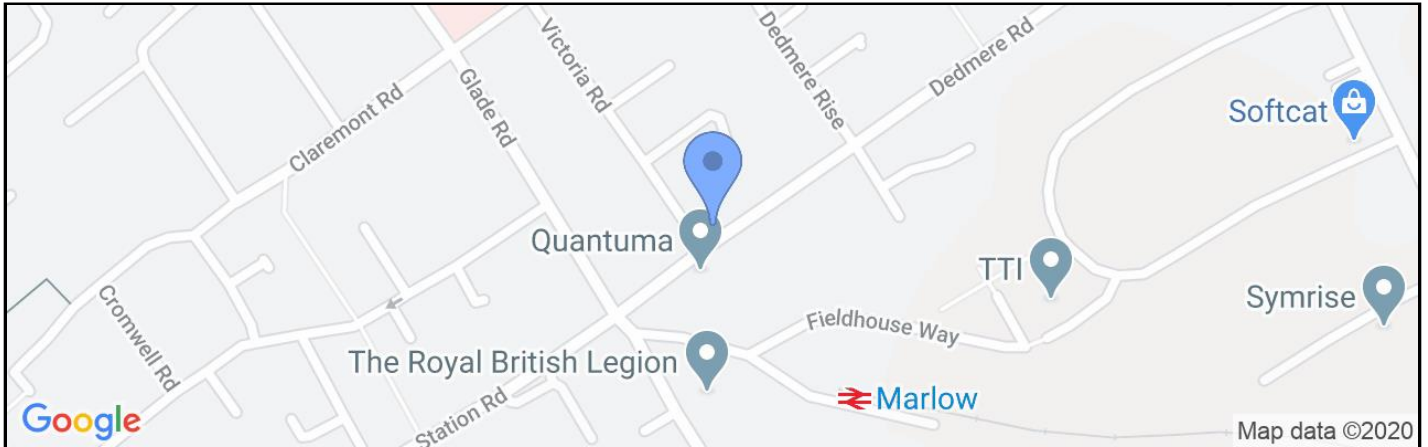 Victoria Rd
Dedmere Rise
Dedmere Rd
Glade Rd
Softcat
Claremont Rd
Quantuma
TTI
Symrise
Cromwell Rd
Fieldhouse Way
The Royal British Legion
Marlow
Station Rd
Google
Map data ©2020